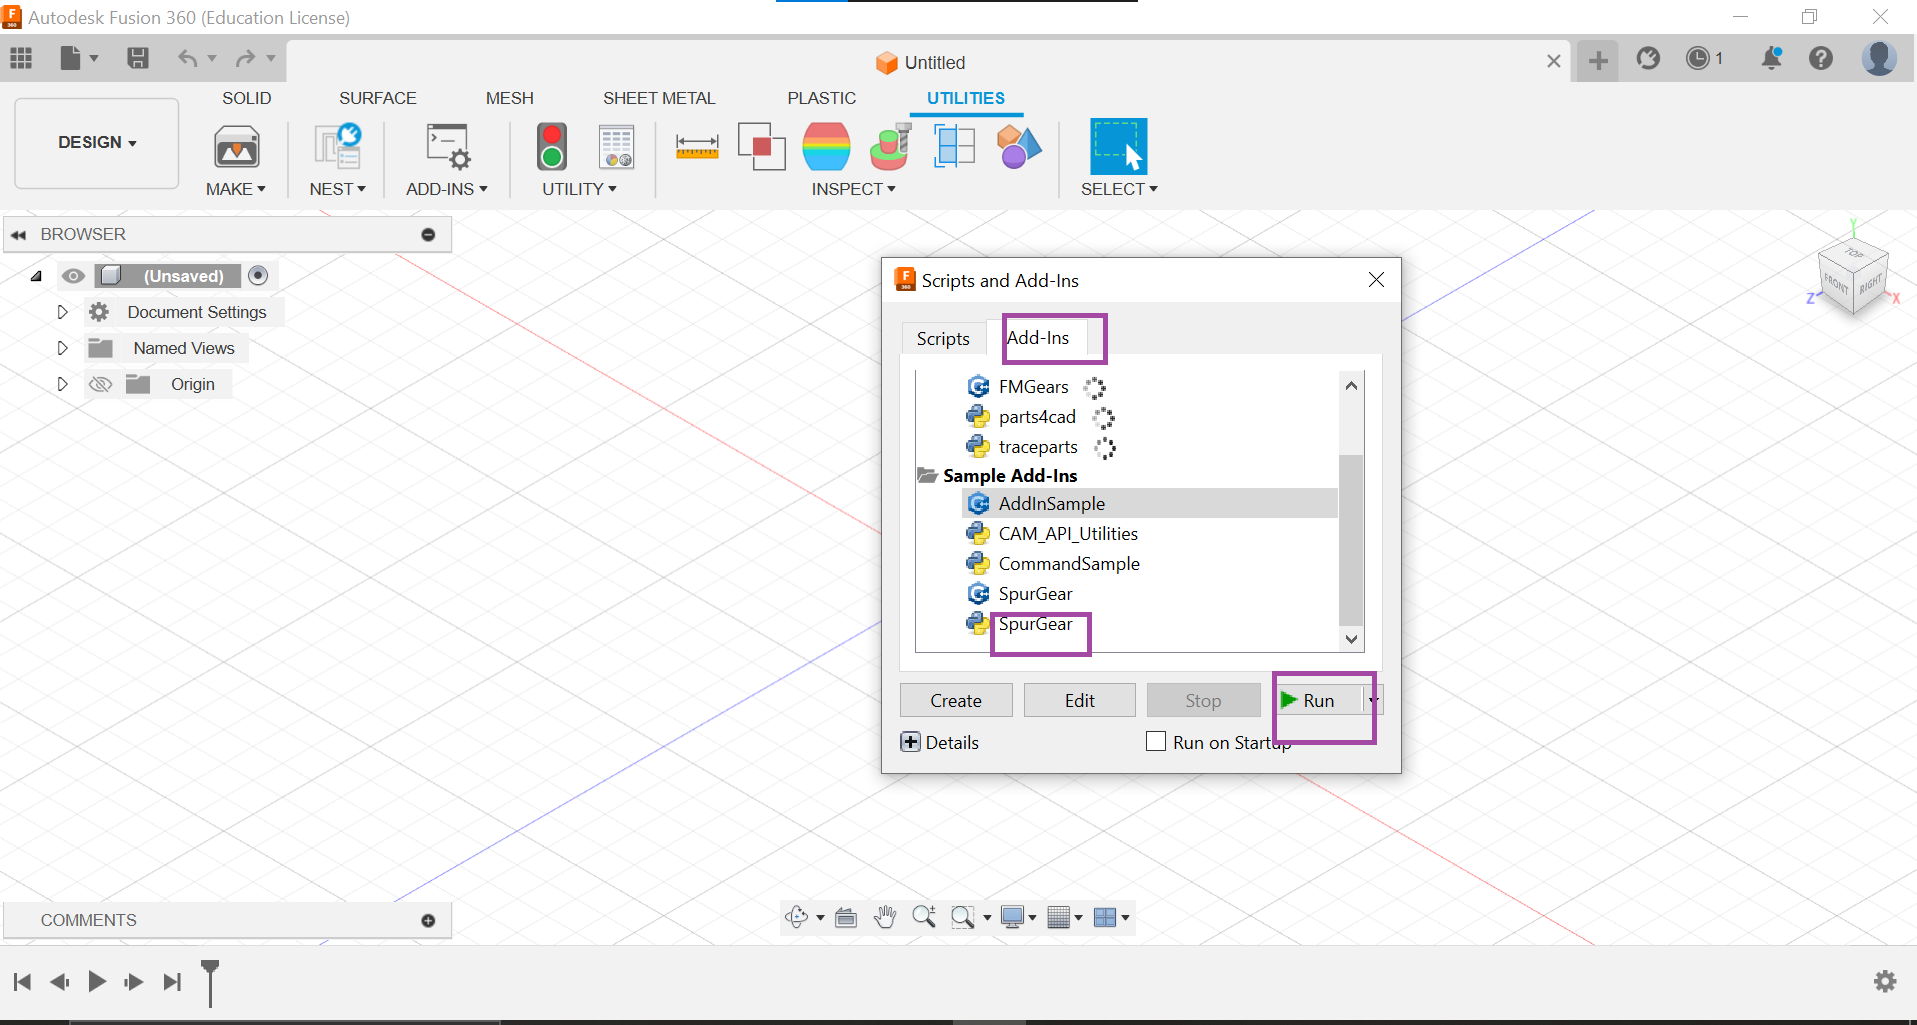 Autodesk Fusion 360 (Education License)
Untitled
1
SOLID
SURFACE
MESH
SHEET METAL
PLASTIC
UTILITIES
DESIGN
MAKE
NEST
ADD-INS
UTILITY
INSPECT
SELECT
BROWSER
(Unsaved)
Document Settings
Named Views
Origin
TOP
FRONT
RIGHT
Y
Z
X
F
360
Scripts and Add-Ins
Scripts
Add-Ins
FMGears
parts4cad
traceparts
Sample Add-Ins
AddInSample
CAM_API_Utilities
CommandSample
SpurGear
SpurGear
Create
Edit
Stop
Run
Details
Run on Startup
COMMENTS